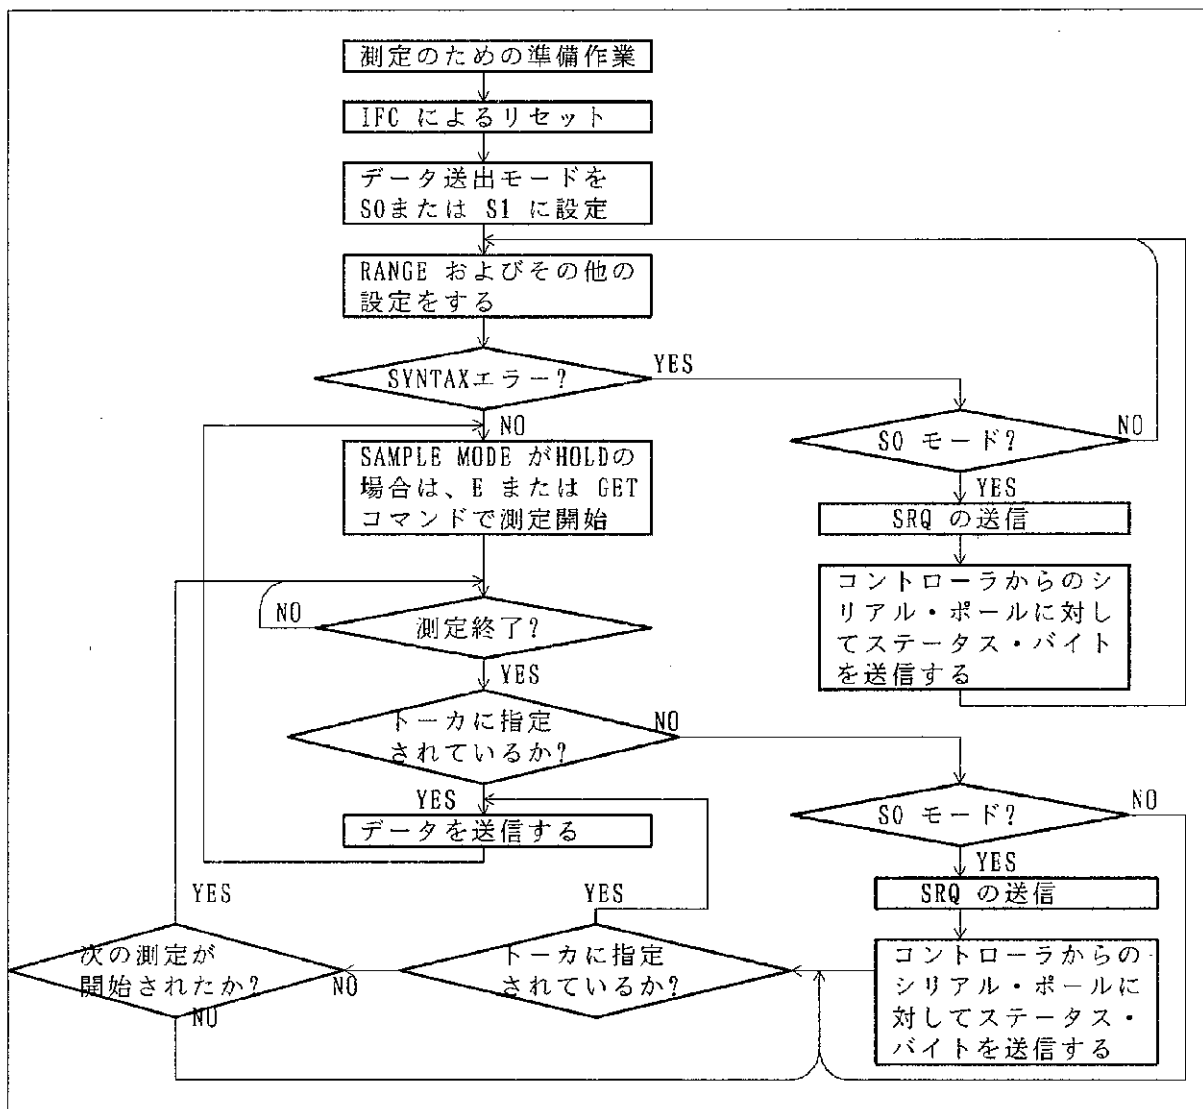 測定のための準備作業
IFC によるリセット
データ送出モードを
S0または S1 に設定
RANGE およびその他の
設定をする
SYNTAXエラー?
YES
NO
S0 モード?
NO
YES
SRQ の送信
コントローラからのシ
リアル・ポールに対し
てステータス・バイト
を送信する
SAMPLE MODE がHOLDの
場合は、E または GET
コマンドで測定開始
測定終了?
NO
YES
トーカに指定
されているか?
NO
YES
データを送信する
S0 モード?
NO
YES
SRQ の送信
コントローラからの
シリアル・ポールに
対してステータス・
バイトを送信する
トーカに指定
されているか?
YES
NO
次の測定が
開始されたか?
YES
NO